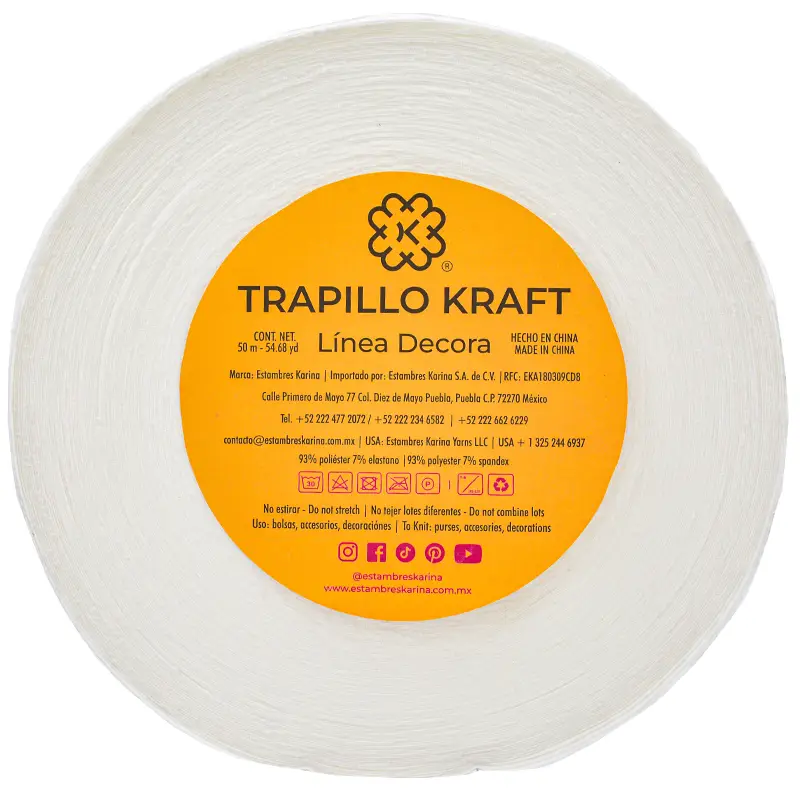 K
®
TRAPILLO KRAFT
CONT. NET.
50 m - 54.68 yd
Línea Decora
HECHO EN CHINA
MADE IN CHINA
Marca: Estambres Karina | Importado por: Estambres Karina S.A. de C.V. | RFC: EKA180309CD8
Calle Primero de Mayo 77 Col. Diez de Mayo Puebla, Puebla C.P. 72270 México
Tel. +52 222 477 2072 / +52 222 234 6582 | +52 222 662 6229
contacto@estambreskarina.com.mx | USA: Estambres Karina Yarns LLC | USA + 1 325 244 6937
93% poliéster 7% elastano | 93% polyester 7% spandex
30 P |
No estirar - Do not stretch | No tejer lotes diferentes - Do not combine lots
Uso: bolsas, accesorios, decoraciónes | To Knit: purses, accesories, decorations
@estambreskarina
www.estambreskarina.com.mx